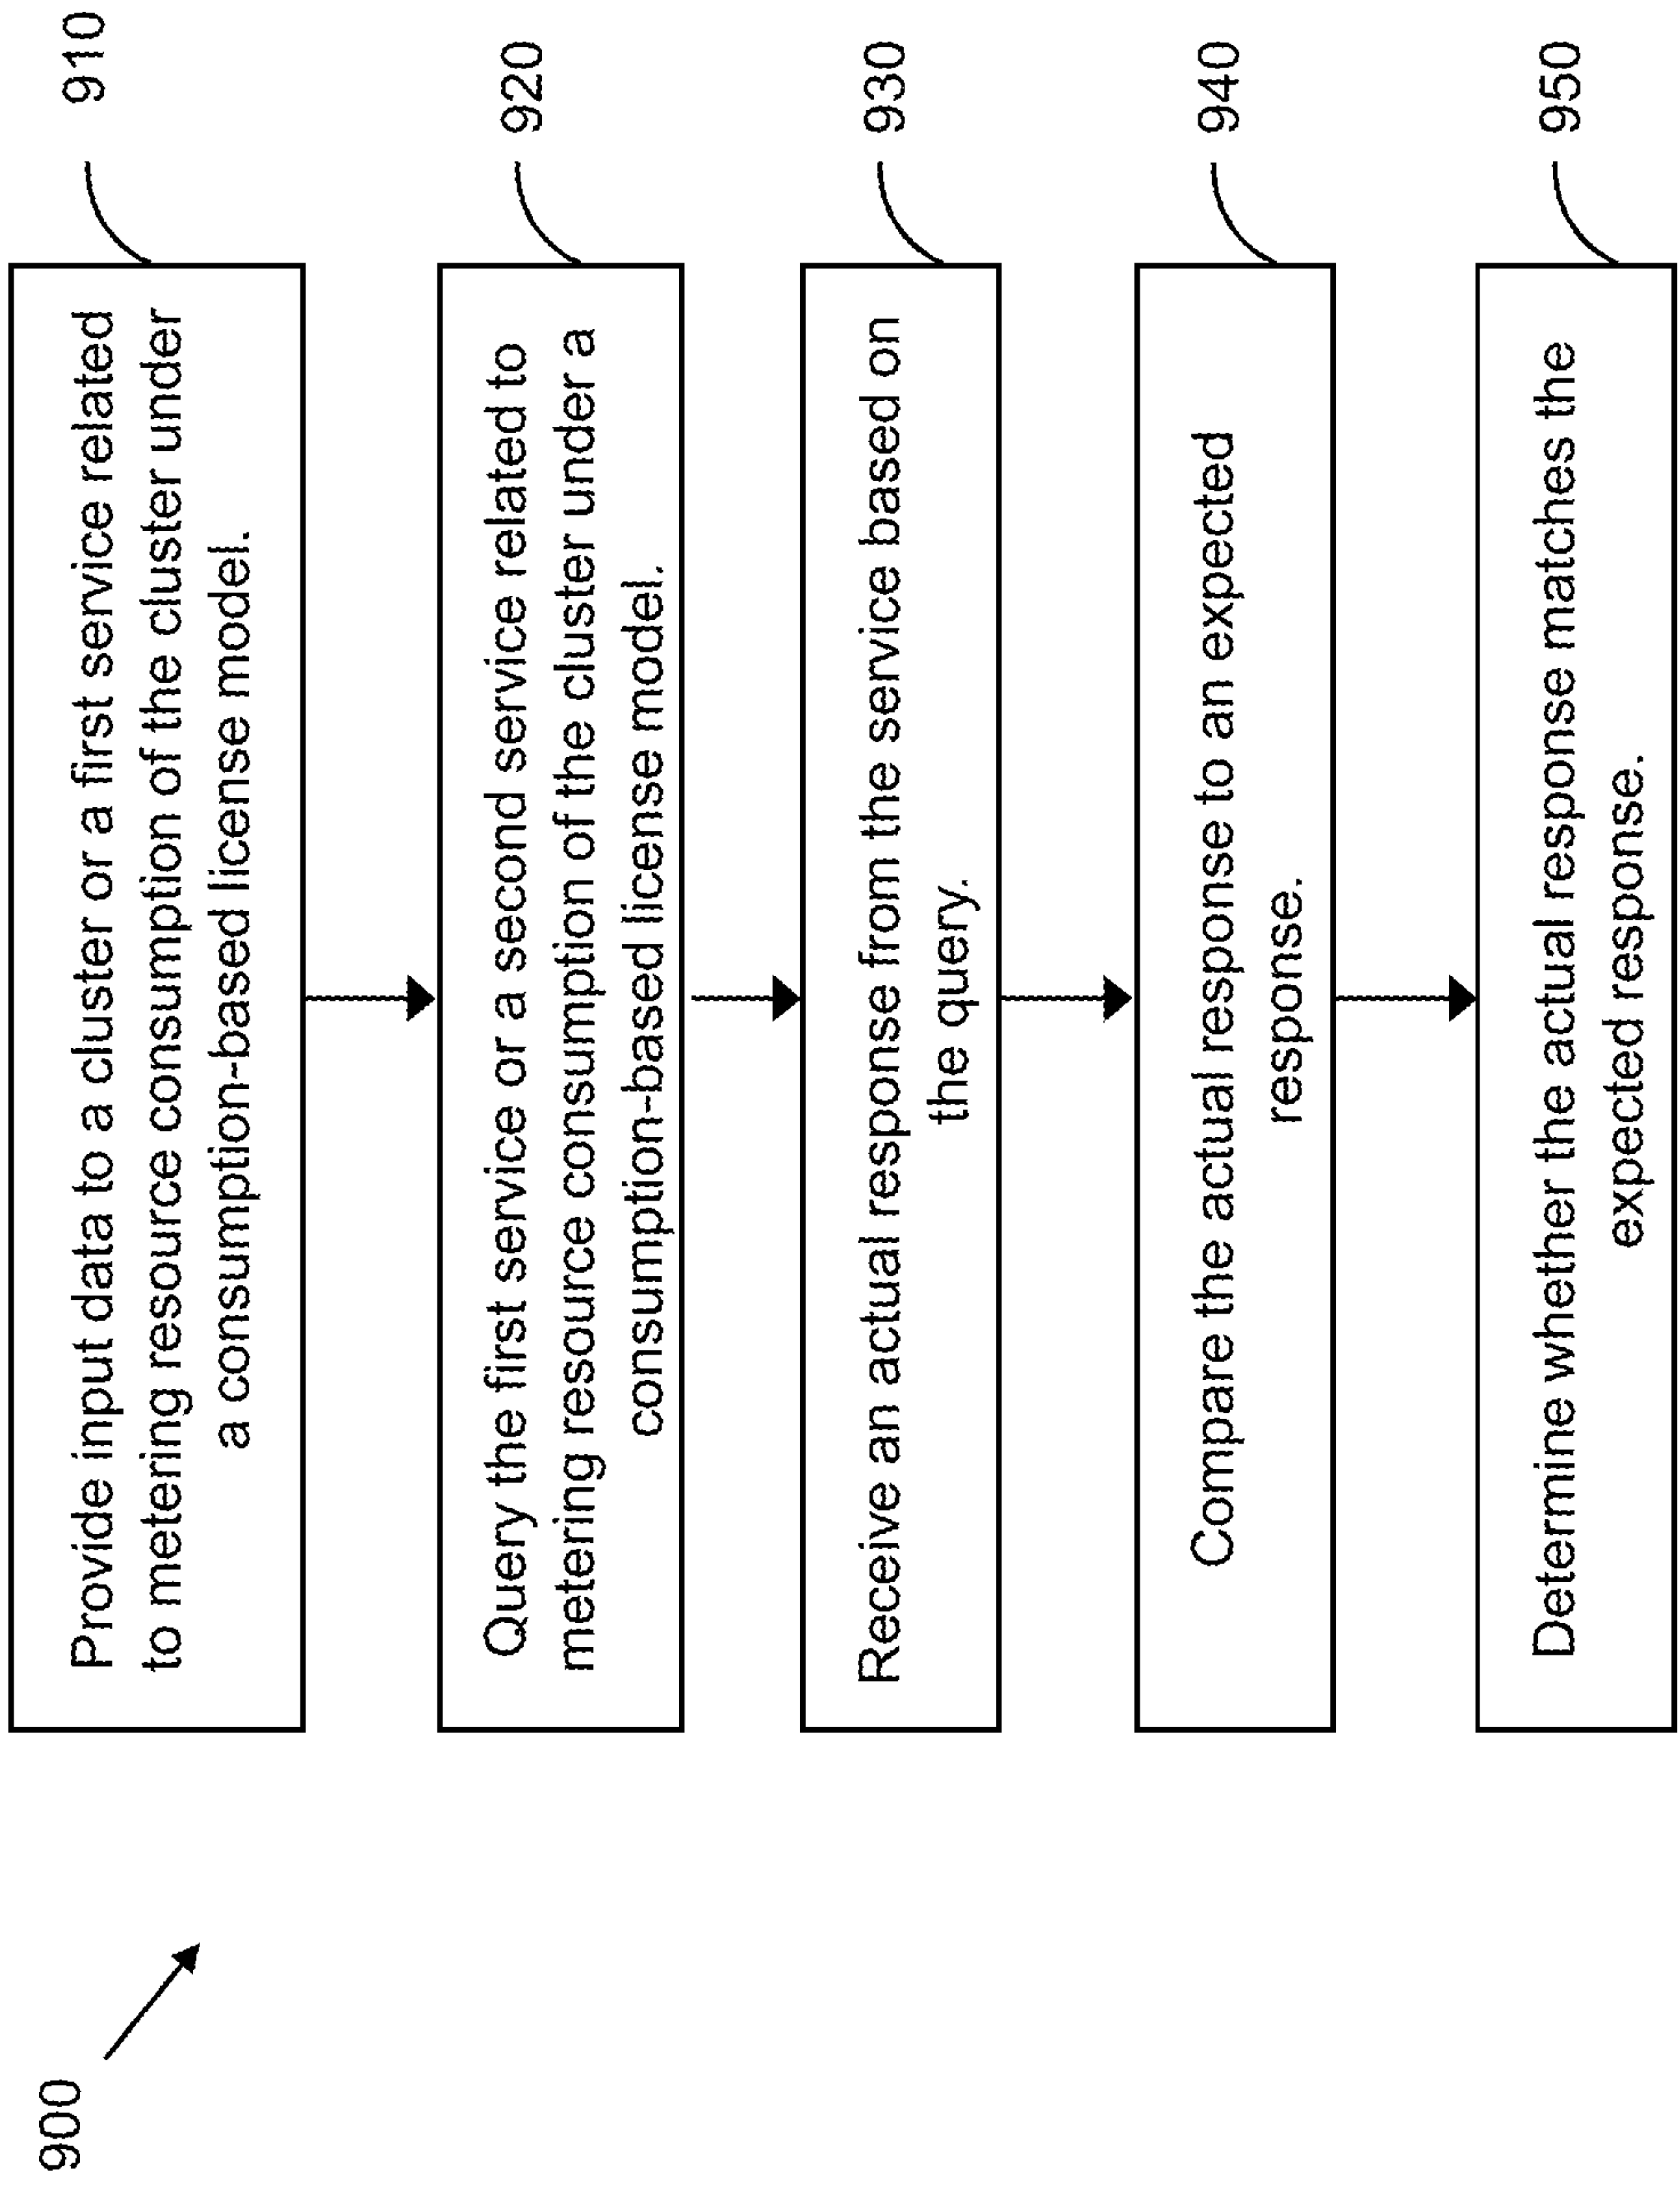 900
910
Provide input data to a cluster or a first service related
to metering resource consumption of the cluster under
a consumption-based license model.
920
Query the first service or a second service related to
metering resource consumption of the cluster under a
consumption-based license model.
930
Receive an actual response from the service based on
the query.
940
Compare the actual response to an expected
response.
950
Determine whether the actual response matches the
expected response.